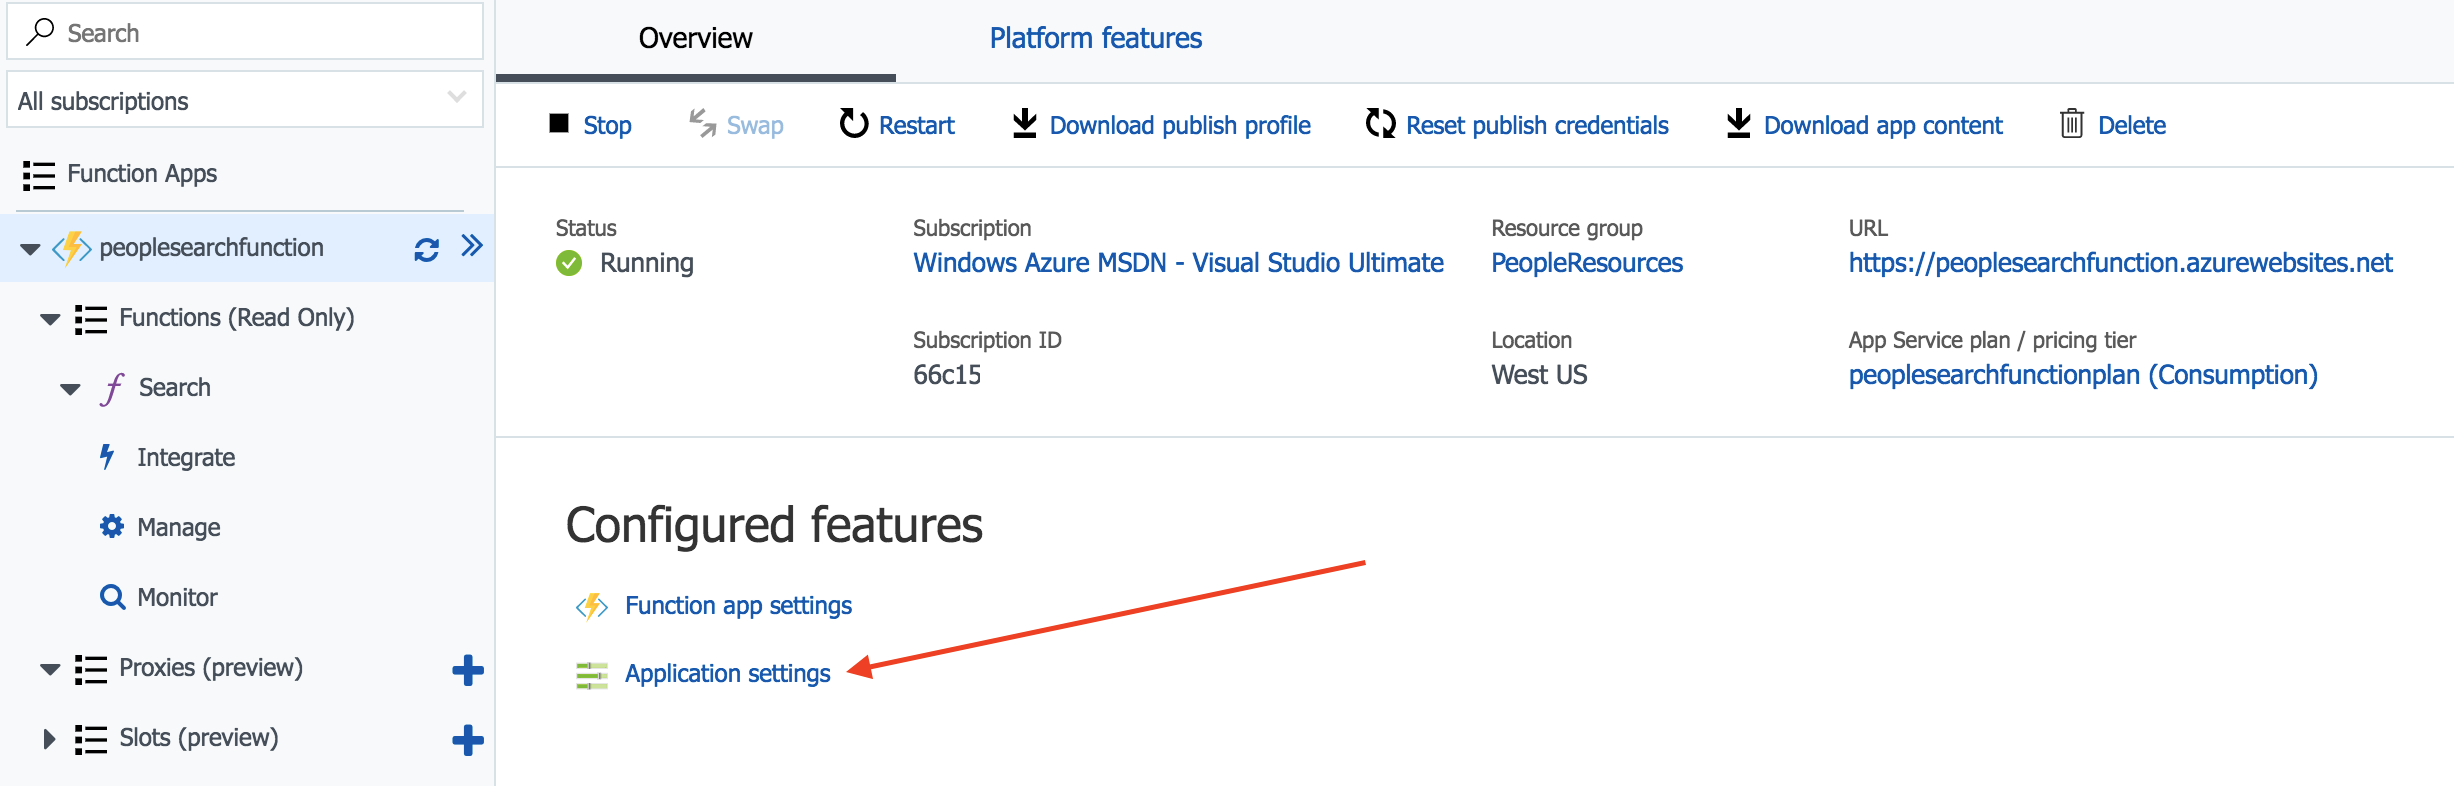 Search
All subscriptions
Function Apps
peoplesearchfunction
Functions (Read Only)
Search
Integrate
Manage
Monitor
Proxies (preview)
Slots (preview)
Overview
Platform features
Stop
Swap
Restart
Download publish profile
Reset publish credentials
Download app content
Delete
Status
Running
Subscription
Windows Azure MSDN - Visual Studio Ultimate
Resource group
PeopleResources
URL
https://peoplesearchfunction.azurewebsites.net
Subscription ID
66c15
Location
West US
App Service plan / pricing tier
peoplesearchfunctionplan (Consumption)
Configured features
Function app settings
Application settings